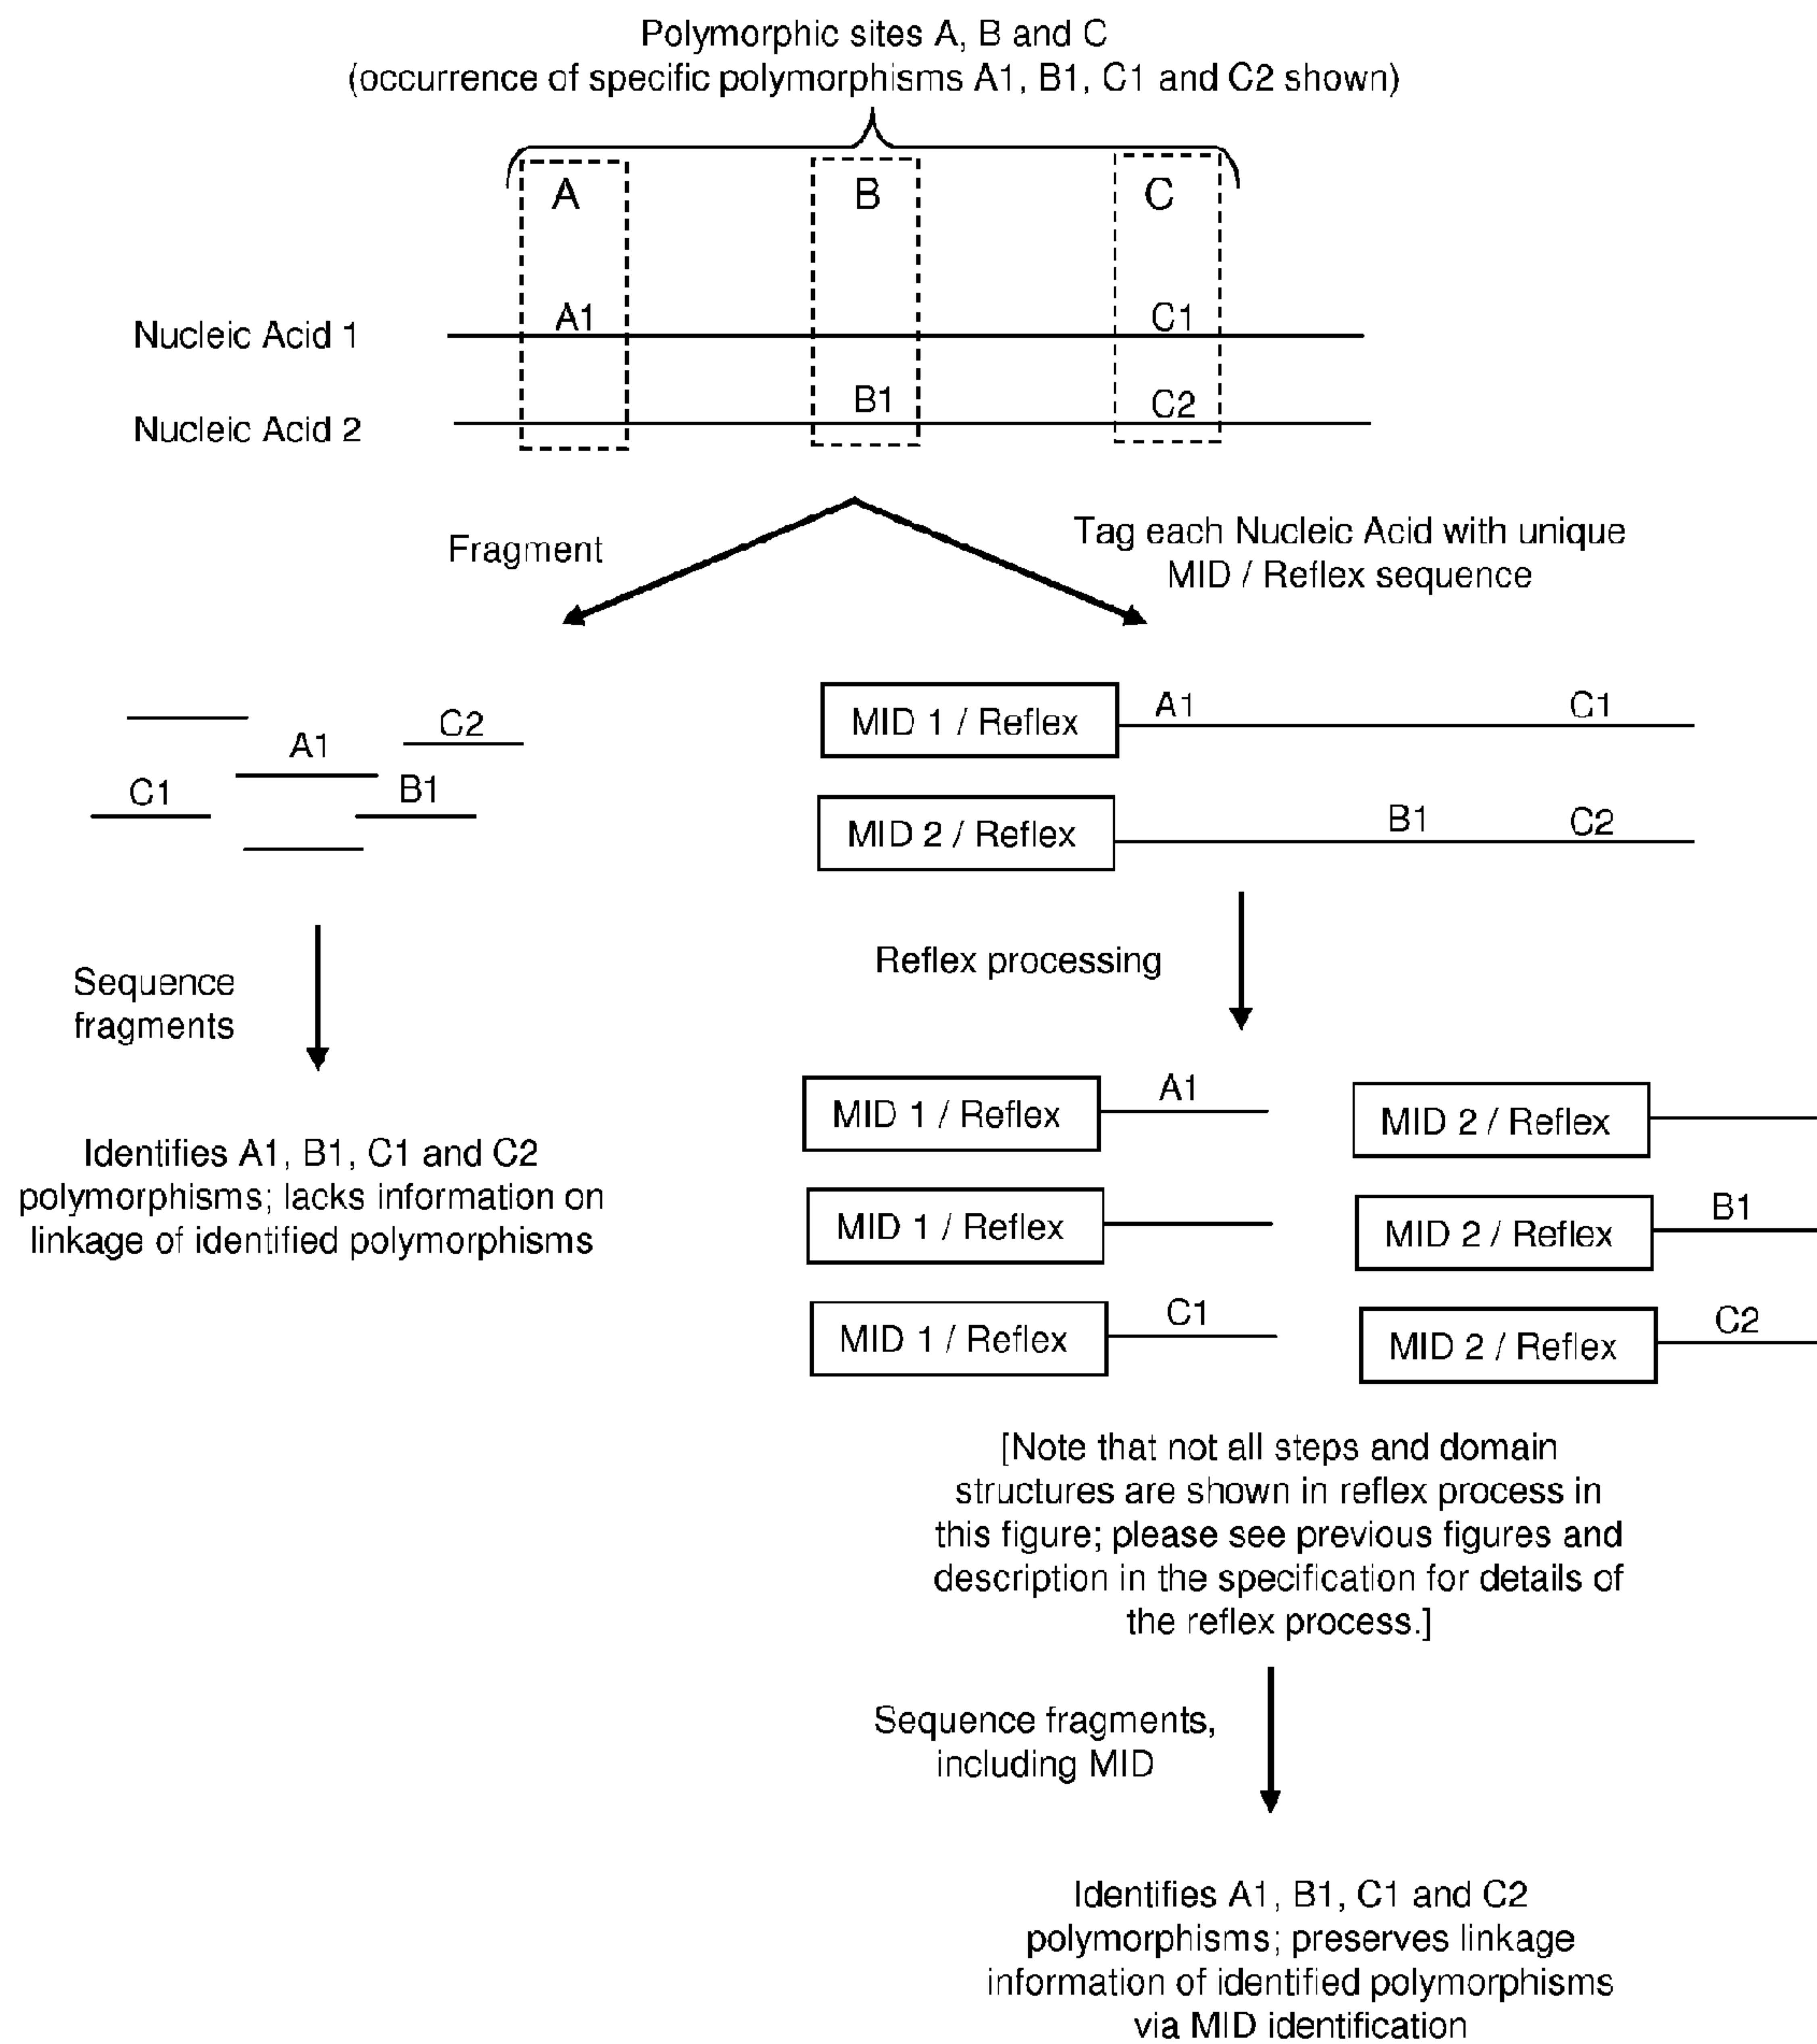 Polymorphic sites A, B and C
(occurrence of specific polymorphisms A1, B1, C1 and C2 shown)
A B C
A1 C1
Nucleic Acid 1
B1 C2
Nucleic Acid 2
Fragment
Tag each Nucleic Acid with unique
MID / Reflex sequence
C2
A1
C1 B1
A1 C1
MID 1 / Reflex
B1 C2
MID 2 / Reflex
Sequence
fragments
Reflex processing
Identifies A1, B1, C1 and C2
polymorphisms; lacks information on
linkage of identified polymorphisms
A1
MID 1 / Reflex
MID 1 / Reflex
C1
MID 1 / Reflex
MID 2 / Reflex
B1
MID 2 / Reflex
C2
MID 2 / Reflex
[Note that not all steps and domain
structures are shown in reflex process in
this figure; please see previous figures and
description in the specification for details of
the reflex process.]
Sequence fragments,
including MID
Identifies A1, B1, C1 and C2
polymorphisms; preserves linkage
information of identified polymorphisms
via MID identification